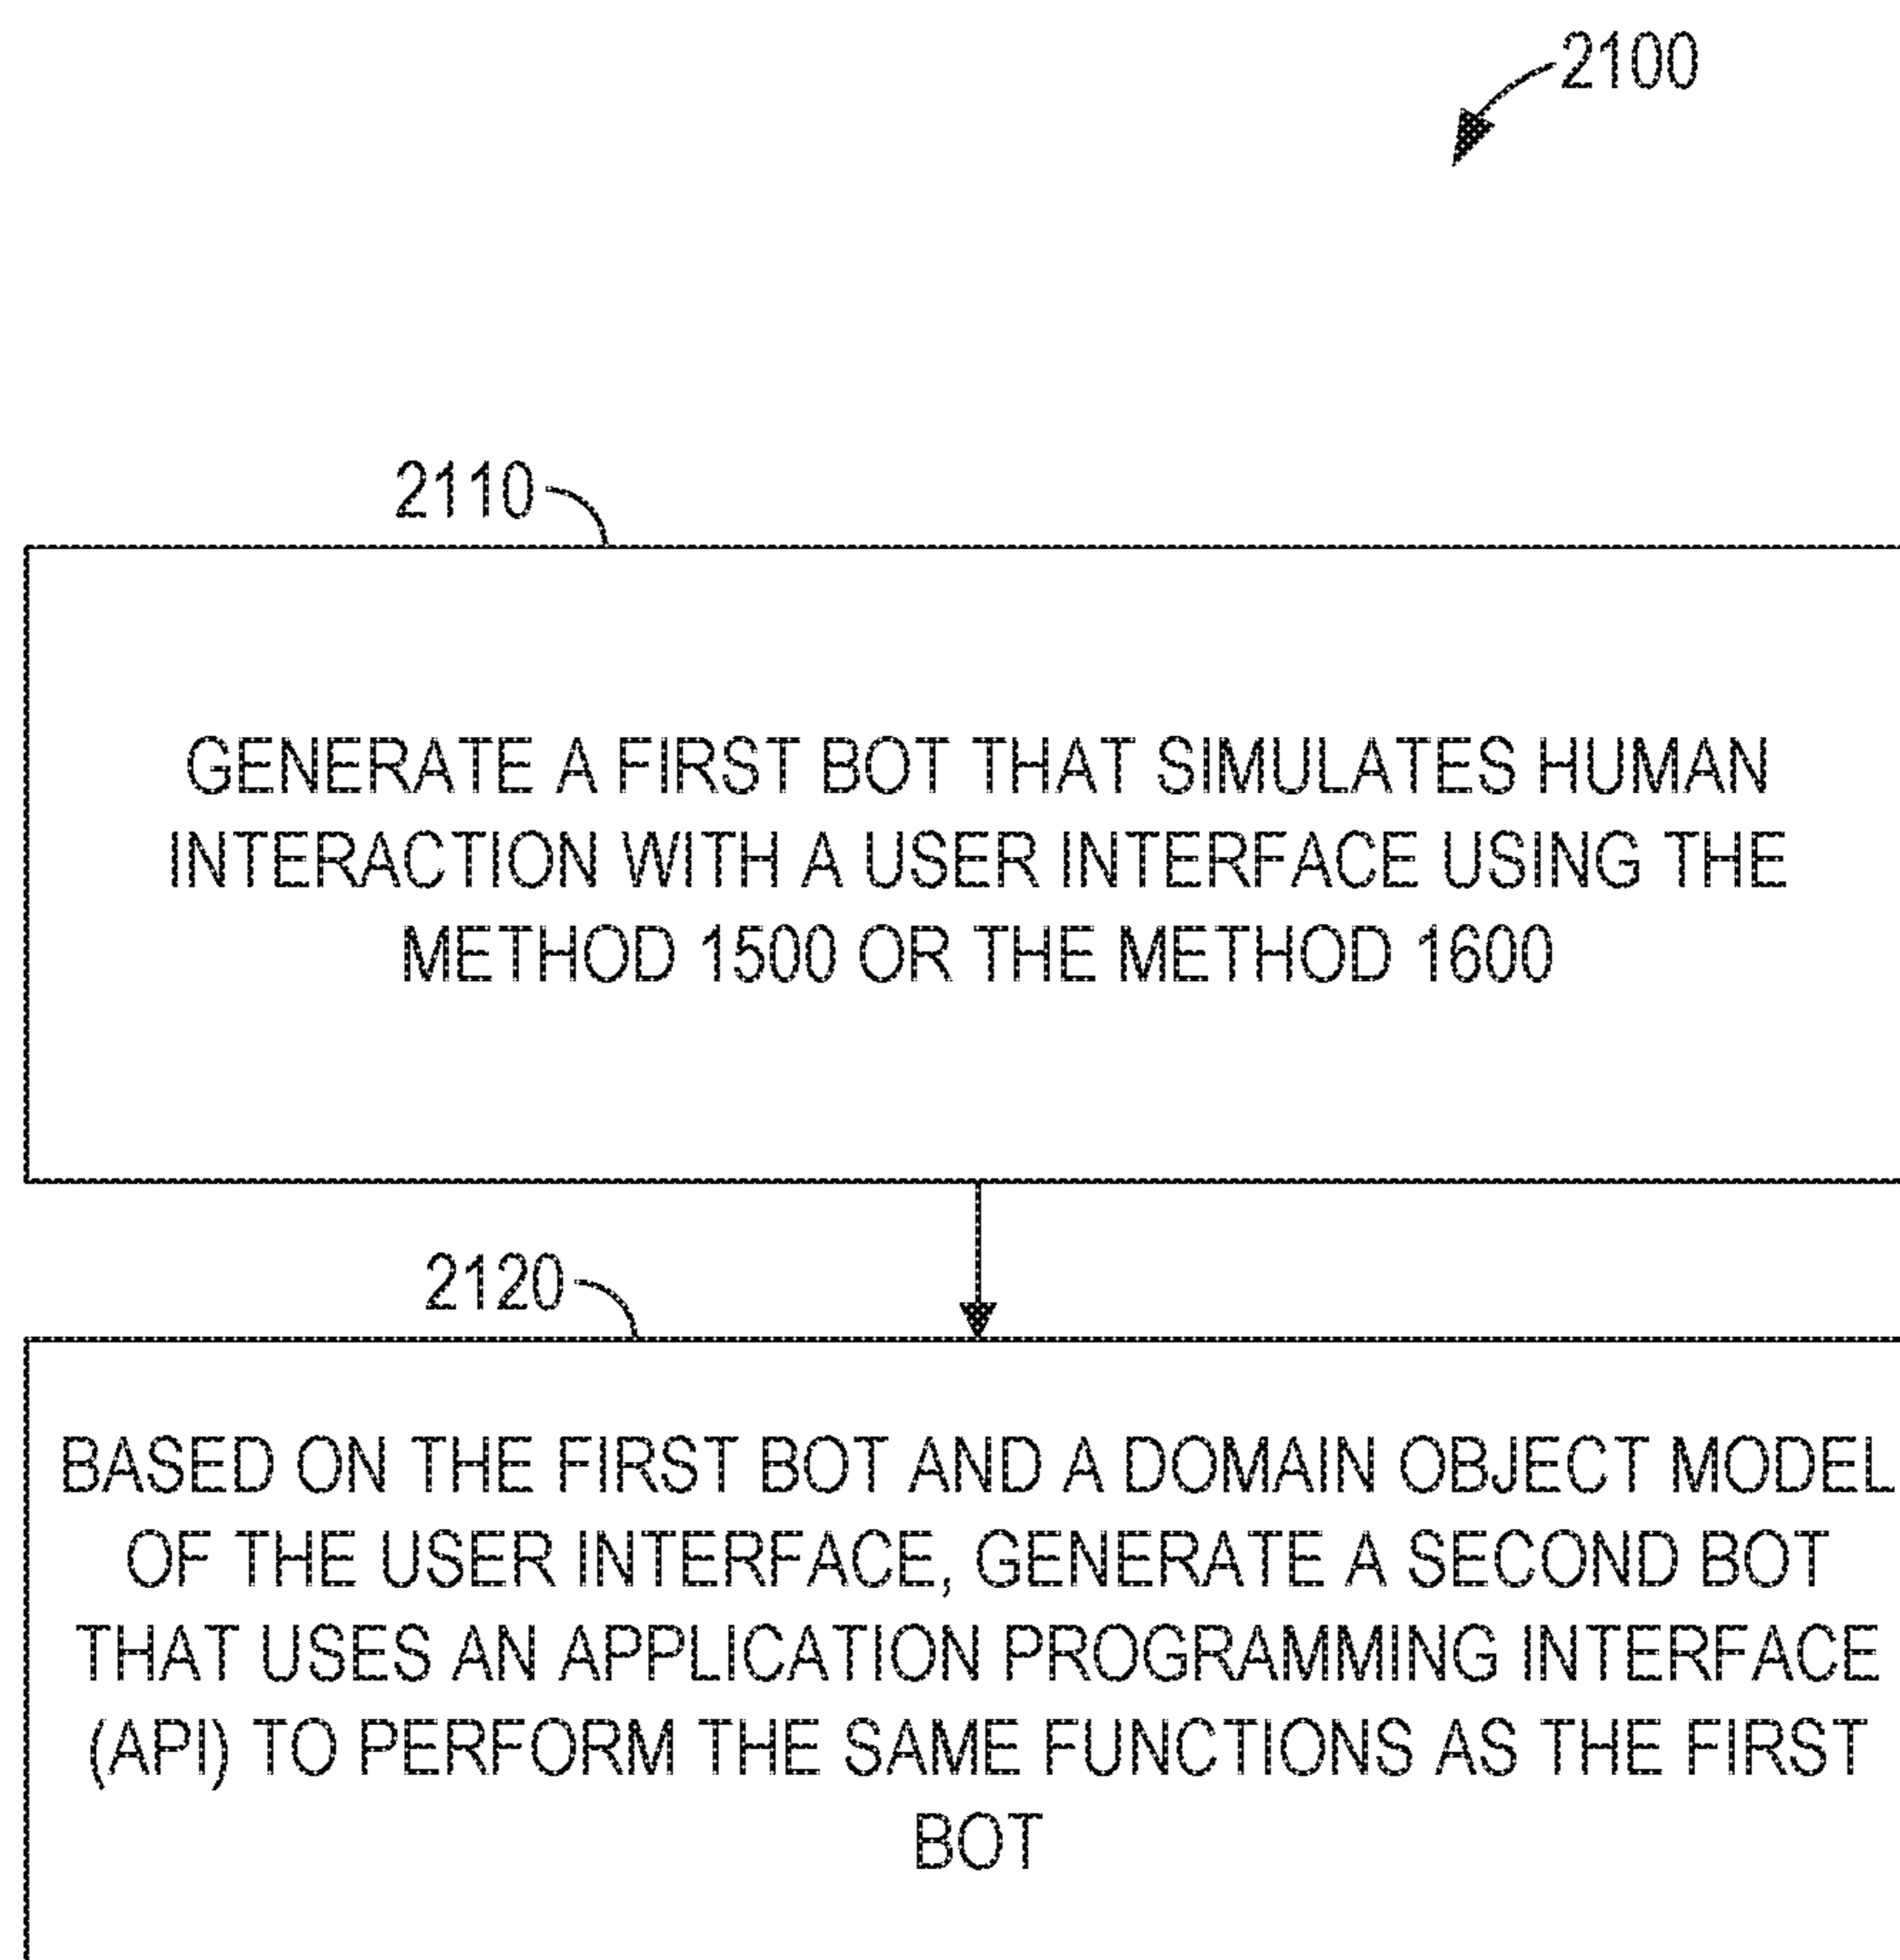 2100
2110
GENERATE A FIRST BOT THAT SIMULATES HUMAN
INTERACTION WITH A USER INTERFACE USING THE
METHOD 1500 OR THE METHOD 1600
2120
BASED ON THE FIRST BOT AND A DOMAIN OBJECT MODEL
OF THE USER INTERFACE, GENERATE A SECOND BOT
THAT USES AN APPLICATION PROGRAMMING INTERFACE
(API) TO PERFORM THE SAME FUNCTIONS AS THE FIRST
BOT